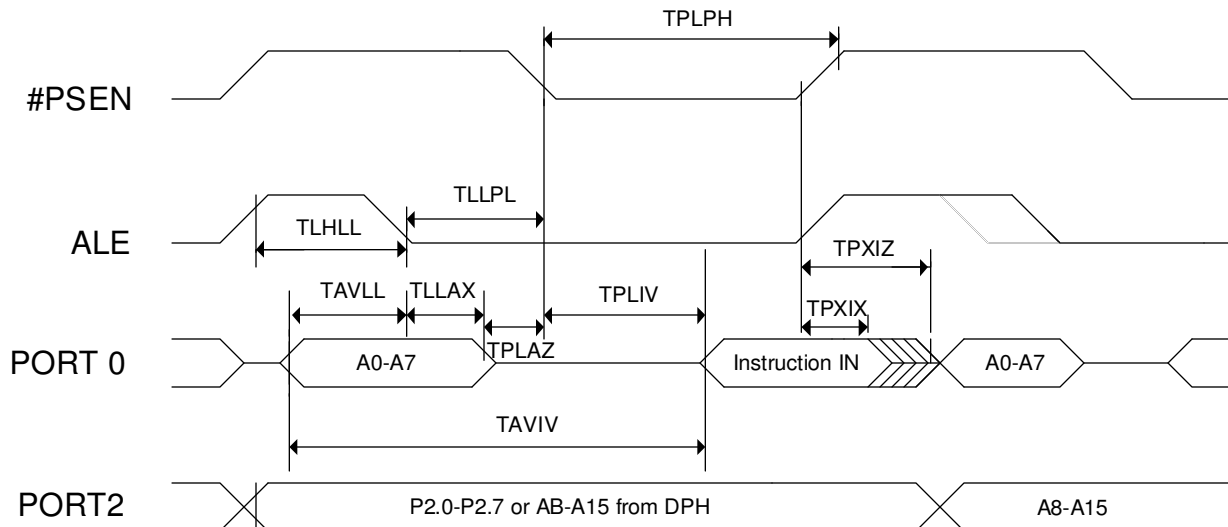 TPLPH
#PSEN
TLLPL
TLHLL
ALE
TPXIZ
TAVLL TLLAX TPLIV
TPXIX
TPLAZ
PORT 0 A0-A7 Instruction IN A0-A7
TAVIV
PORT2 P2.0-P2.7 or AB-A15 from DPH A8-A15